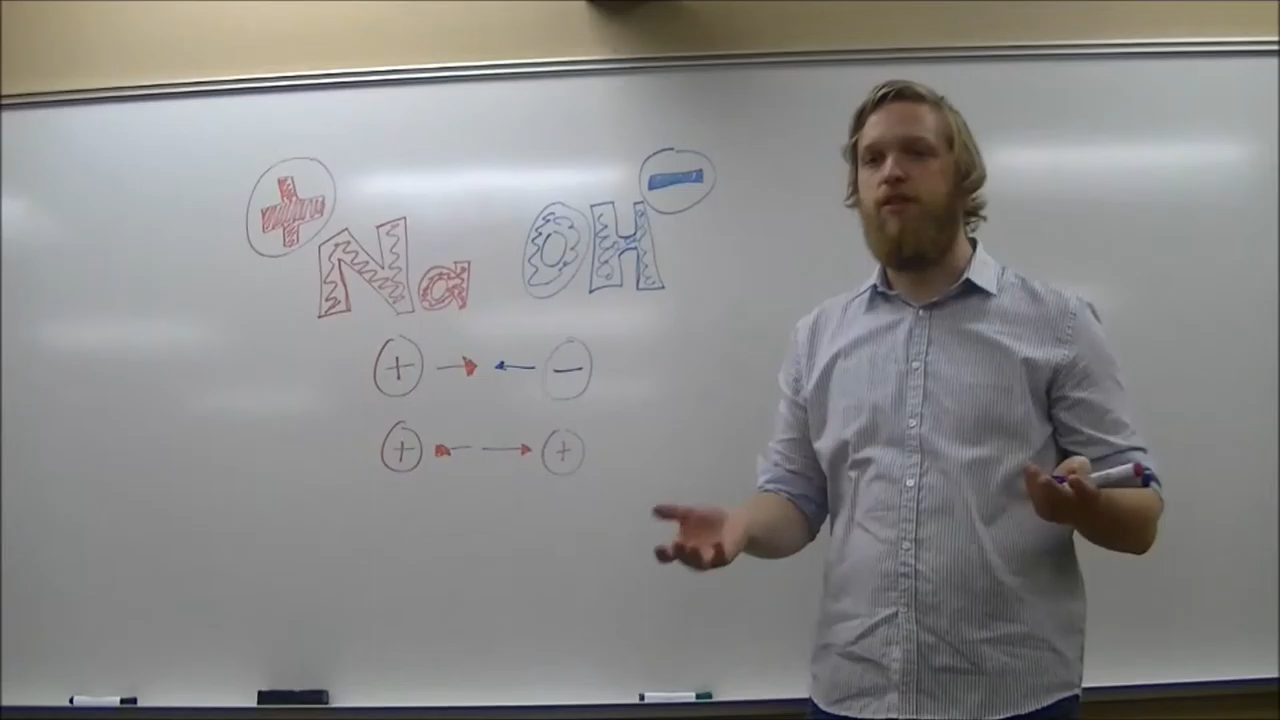 + Na OH −
+ → ← −
+ ← → +